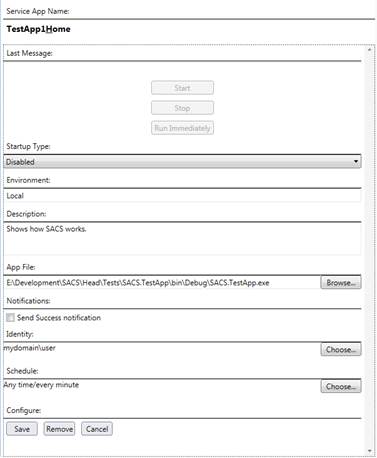 Service App Name:
TestApp1Home
Last Message:
Start
Stop
Run Immediately
Startup Type:
Disabled
Environment:
Local
Description:
Shows how SACS works.
App File:
E:\Development\SACS\Head\Tests\SACS.TestApp\bin\Debug\SACS.TestApp.exe
Browse...
Notifications:
Send Success notification
Identity:
mydomain\user
Choose...
Schedule:
Any time/every minute
Choose...
Configure:
Save Remove Cancel